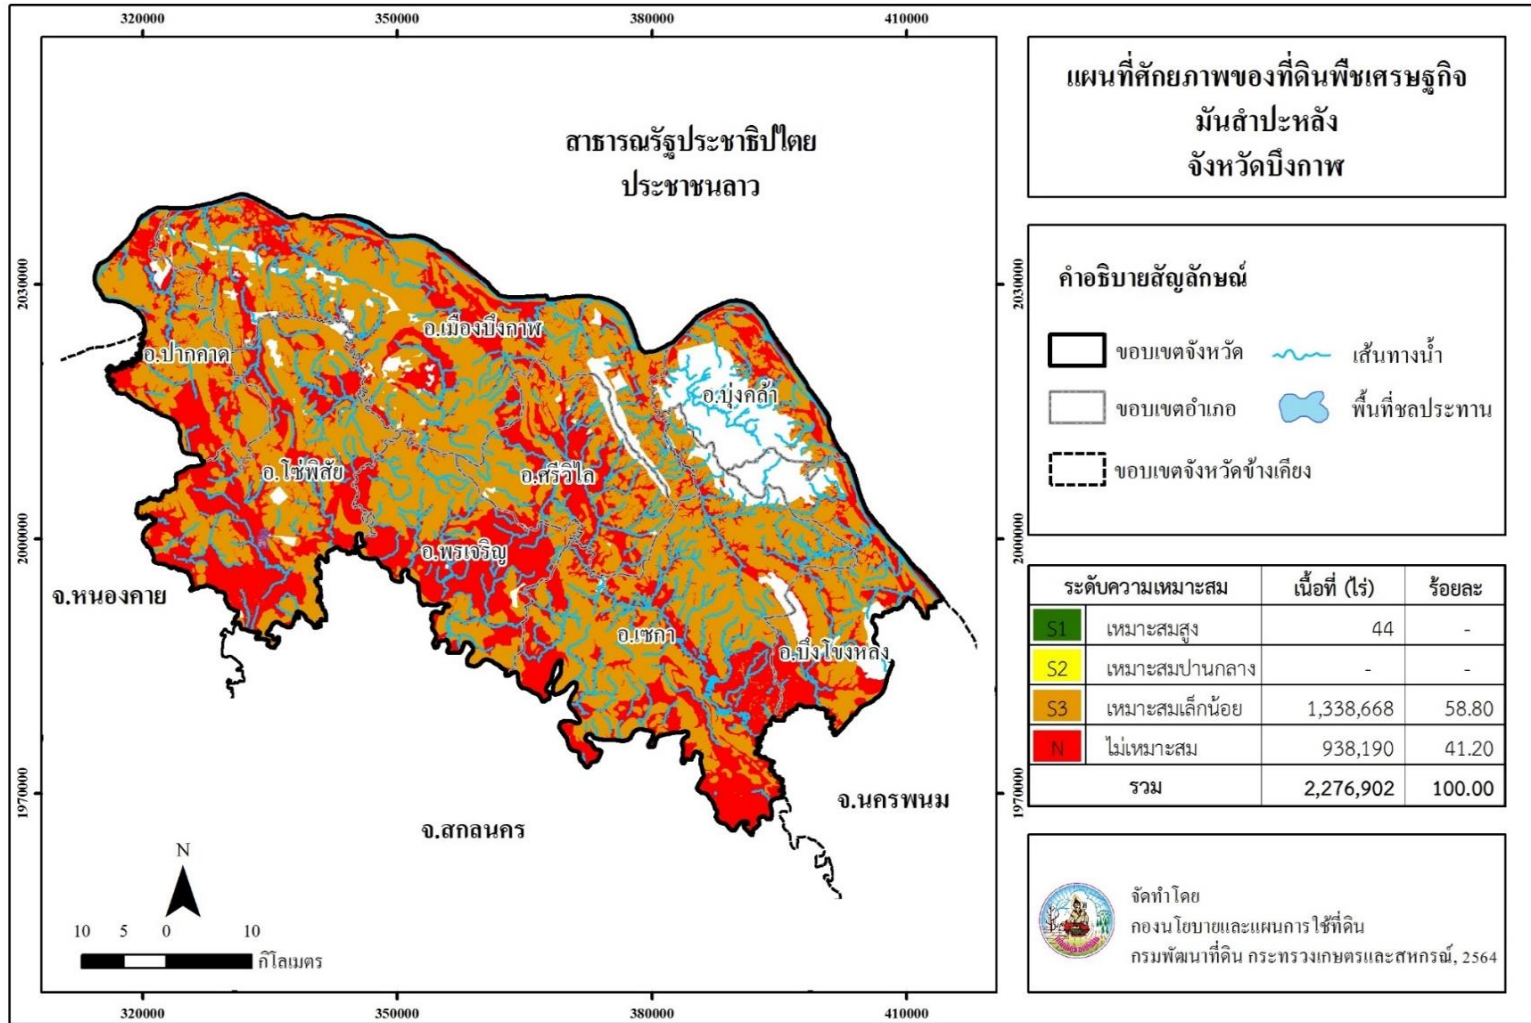 320000 350000 380000 410000
แผนที่ศักยภาพของที่ดินพืชเศรษฐกิจ
มันสำปะหลัง
จังหวัดบึงกาฬ
สาธารณรัฐประชาธิปไตย
ประชาชนลาว
2030000
2030000
2000000
2000000
1970000
1970000
อ.เมืองบึงกาฬ
อ.ปากคาด
อ.บุ่งคล้า
อ.โซ่พิสัย
อ.ศรีวิไล
อ.พรเจริญ
อ.เซกา
อ.บึงโขงหลง
จ.หนองคาย
จ.นครพนม
จ.สกลนคร
N
10 5 0 10
กิโลเมตร
320000 350000 380000 410000
คำอธิบายสัญลักษณ์
ขอบเขตจังหวัด เส้นทางน้ำ
ขอบเขตอำเภอ พื้นที่ชลประทาน
ขอบเขตจังหวัดข้างเคียง
ระดับความเหมาะสม เนื้อที่ (ไร่) ร้อยละ
S1 เหมาะสมสูง 44 -
S2 เหมาะสมปานกลาง - -
S3 เหมาะสมเล็กน้อย 1,338,668 58.80
N ไม่เหมาะสม 938,190 41.20
รวม 2,276,902 100.00
จัดทำโดย
กองนโยบายและแผนการใช้ที่ดิน
กรมพัฒนาที่ดิน กระทรวงเกษตรและสหกรณ์, 2564